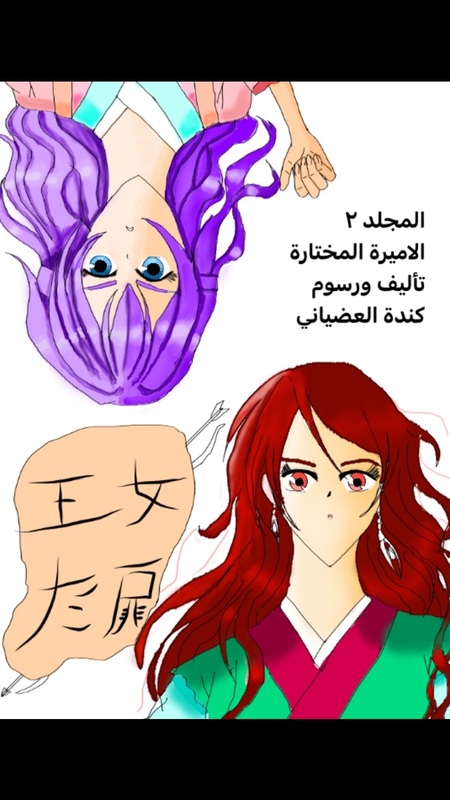 المجلد ٢
الاميرة المختارة
تأليف ورسوم
كندة العضياني
王女